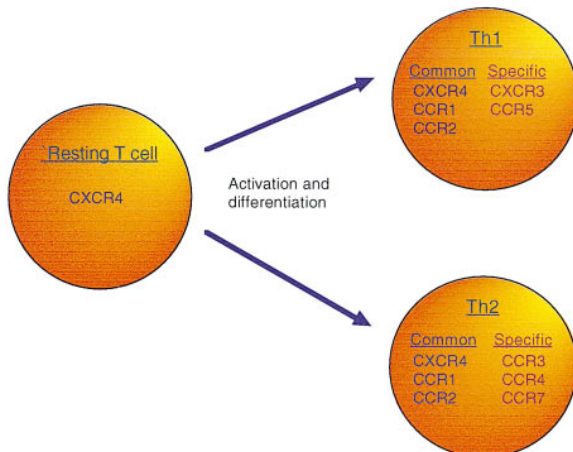 `Resting T cell
CXCR4
Activation and
differentiation
Th1
Common Specific
CXCR4 CXCR3
CCR1 CCR5
CCR2
Th2
Common Specific
CXCR4 CCR3
CCR1 CCR4
CCR2 CCR7